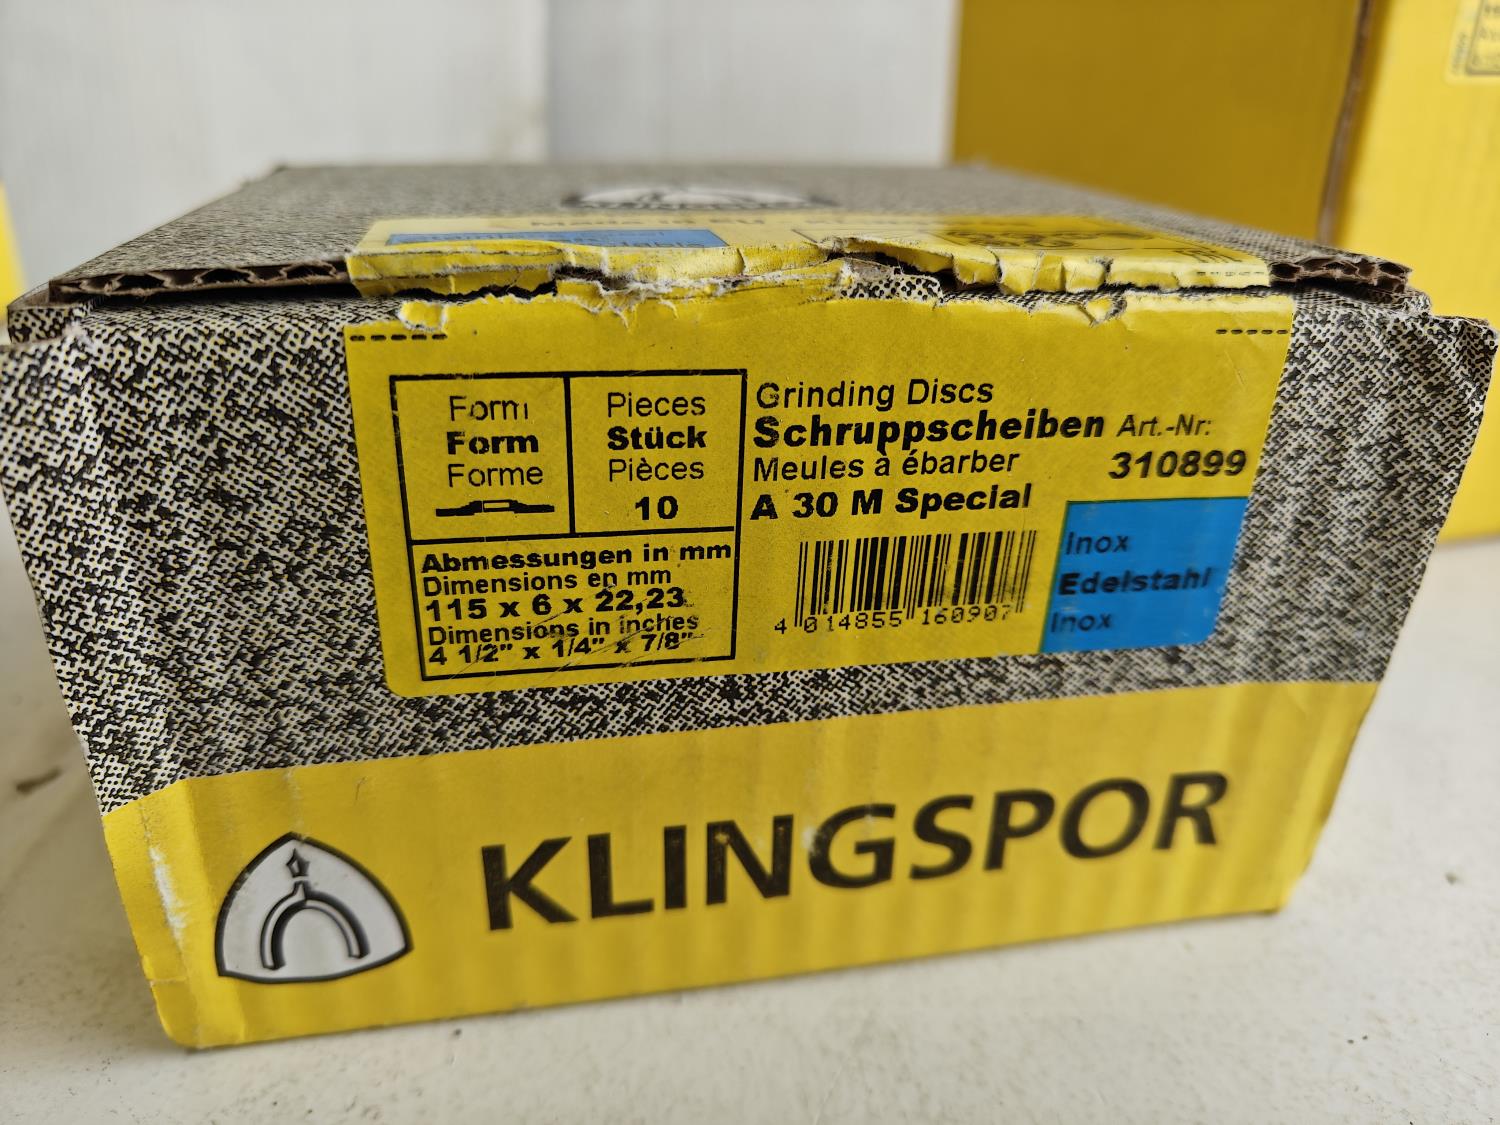 Form
Form
Forme
Pieces
Stück
Pièces
10
Abmessungen in mm
Dimensions en mm
115 x 6 x 22,23
Dimensions in inches
4 1/2" x 1/4" x 7/8"
Grinding Discs
Schruppscheiben
Meules à ébarber
A 30 M Special
Art.-Nr:
310899
4 014855 160907
Inox
Edelstahl
Inox
KLINGSPOR